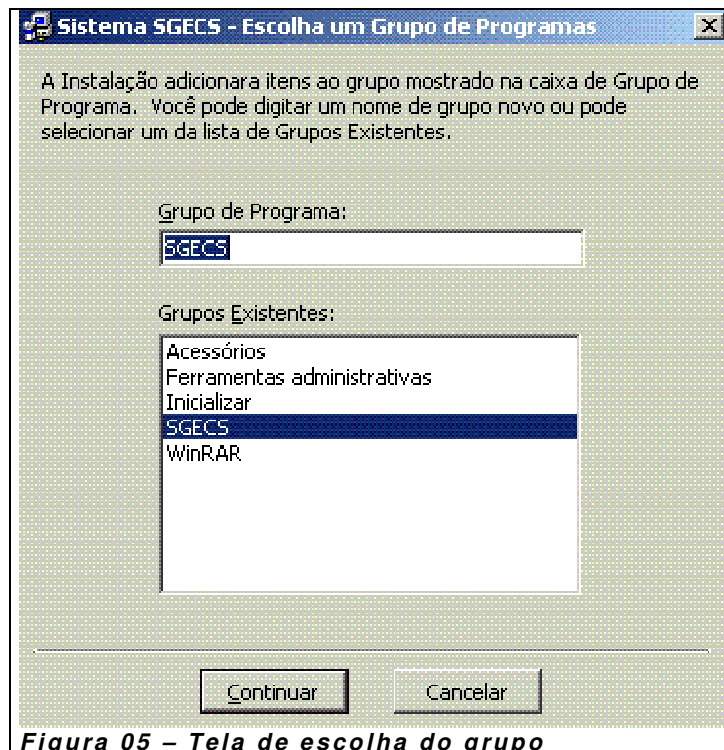 Sistema SGECS - Escolha um Grupo de Programas
A Instalação adicionara itens ao grupo mostrado na caixa de Grupo de
Programa. Você pode digitar um nome de grupo novo ou pode
selecionar um da lista de Grupos Existentes.
Grupo de Programa:
SGECS
Grupos Existentes:
Acessórios
Ferramentas administrativas
Inicializar
SGECS
WinRAR
Continuar Cancelar
Figura 05 – Tela de escolha do grupo